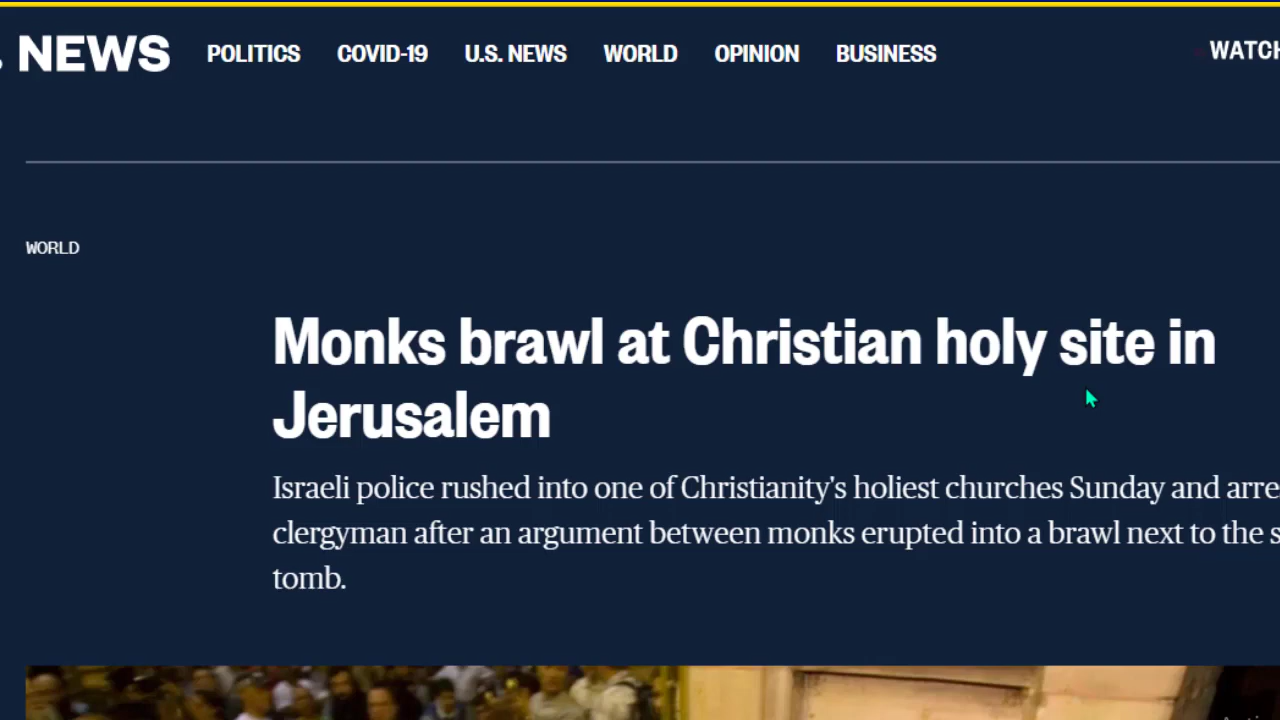 NEWS POLITICS COVID-19 U.S. NEWS WORLD OPINION BUSINESS
WORLD
Monks brawl at Christian holy site in
Jerusalem
Israeli police rushed into one of Christianity's holiest churches Sunday and
clergyman after an argument between monks erupted into a brawl next to the
tomb.